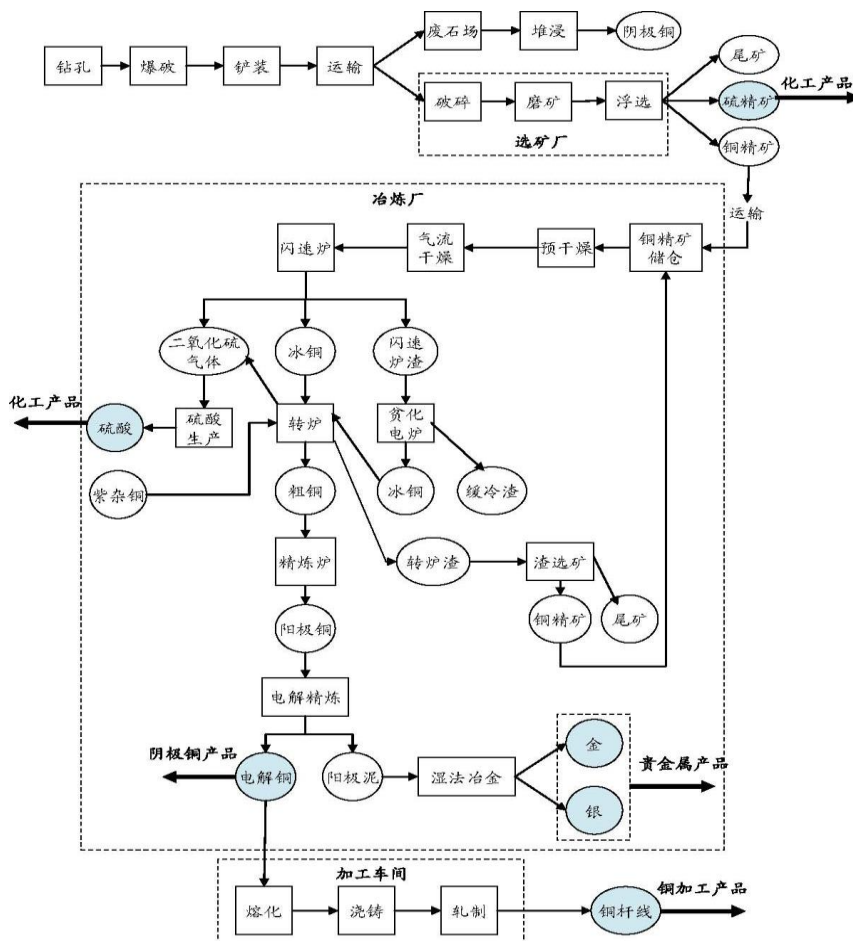 废石场
堆浸
阴极铜
钻孔
爆破
铲装
运输
尾矿
破碎
磨矿
浮选
硫精矿
化工产品
选矿厂
铜精矿
冶炼厂
运输
闪速炉
气流
干燥
预干燥
铜精矿
储仓
二氧化硫
气体
冰铜
闪速
炉渣
化工产品
硫酸
硫酸
生产
转炉
贫化
电炉
紫杂铜
粗铜
冰铜
缓冷渣
精炼炉
转炉渣
渣选矿
阳极铜
铜精矿
尾矿
电解精炼
阴极铜产品
电解铜
阳极泥
湿法冶金
金
银
贵金属产品
加工车间
熔化
浇铸
轧制
铜杆线
铜加工产品